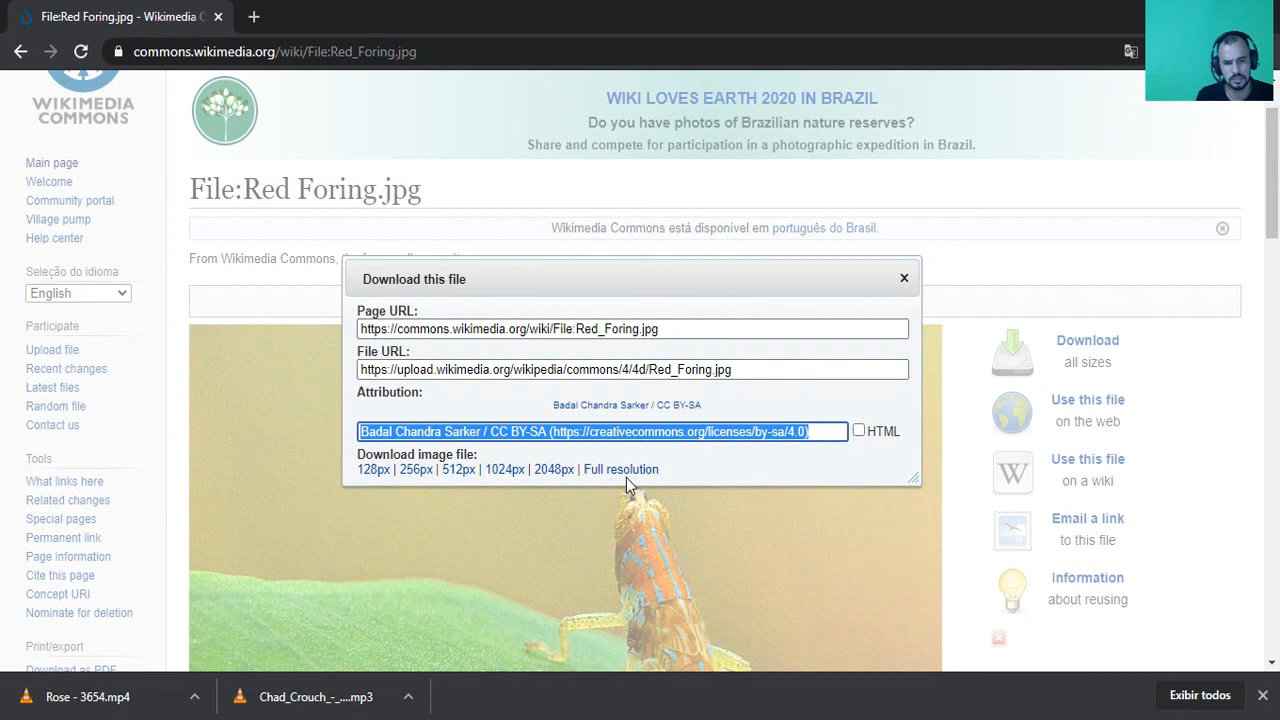 File:Red Foring.jpg - Wikimedia C
commons.wikimedia.org/wiki/File:Red_Foring.jpg
WIKIMEDIA
COMMONS
Main page
Welcome
Community portal
Village pump
Help center
Seleção do idioma
English
Participate
Upload file
Recent changes
Latest files
Random file
Contact us
Tools
What links here
Related changes
Special pages
Permanent link
Page information
Cite this page
Concept URI
Nominate for deletion
Print/export
Download as PDF
WIKI LOVES EARTH 2020 IN BRAZIL
Do you have photos of Brazilian nature reserves?
Share and compete for participation in a photographic expedition in Brazil.
File:Red Foring.jpg
Wikimedia Commons está disponível em português do Brasil.
From Wikimedia Commons,
Download this file
Page URL:
https://commons.wikimedia.org/wiki/File:Red_Foring.jpg
File URL:
https://upload.wikimedia.org/wikipedia/commons/4/4d/Red_Foring.jpg
Attribution:
Badal Chandra Sarker / CC BY-SA
Badal Chandra Sarker / CC BY-SA (https://creativecommons.org/licenses/by-sa/4.0)
HTML
Download image file:
128px | 256px | 512px | 1024px | 2048px | Full resolution
Download
all sizes
Use this file
on the web
W
Use this file
on a wiki
Email a link
to this file
Information
about reusing
Rose - 3654.mp4
Chad_Crouch_-_....mp3
Exibir todos